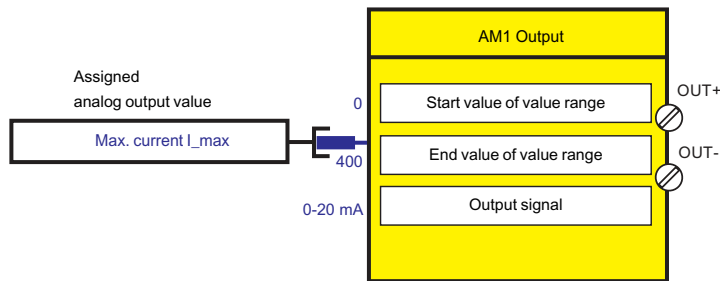 AM1 Output
Assigned
analog output value
Max. current I_max
0
Start value of value range
OUT+
400
End value of value range
OUT-
0-20 mA
Output signal